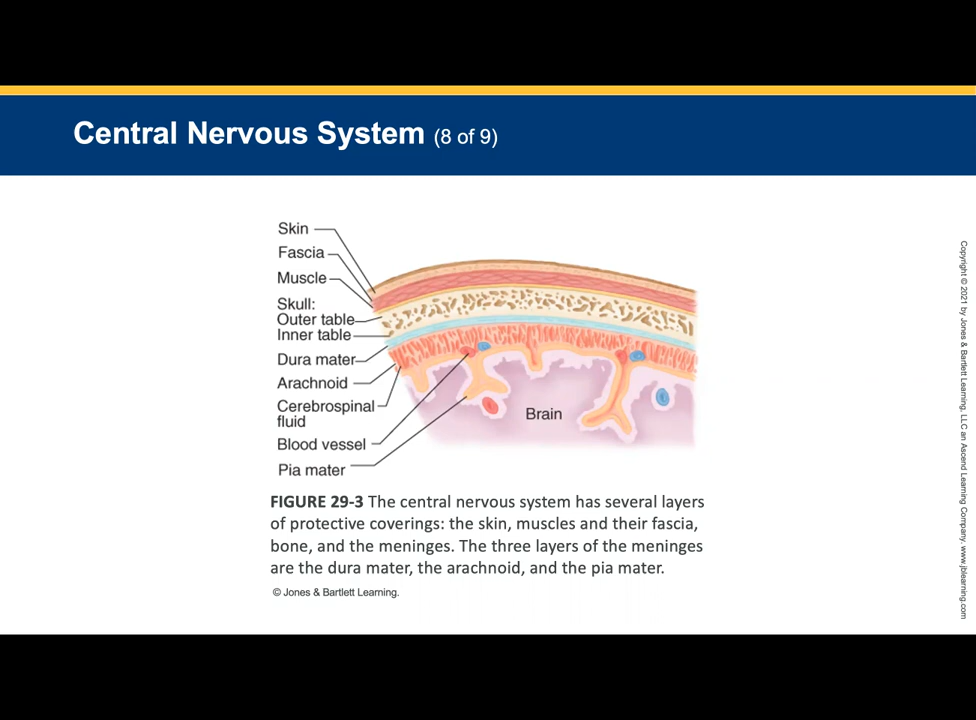 Central Nervous System (8 of 9)
Skin
Fascia
Muscle
Skull:
Outer table
Inner table
Dura mater
Arachnoid
Cerebrospinal
fluid
Blood vessel
Pia mater
Brain
FIGURE 29-3 The central nervous system has several layers
of protective coverings: the skin, muscles and their fascia,
bone, and the meninges. The three layers of the meninges
are the dura mater, the arachnoid, and the pia mater.
© Jones & Bartlett Learning.
Copyright © 2021 by Jones & Bartlett Learning, LLC an Ascend Learning Company. www.jblearning.com